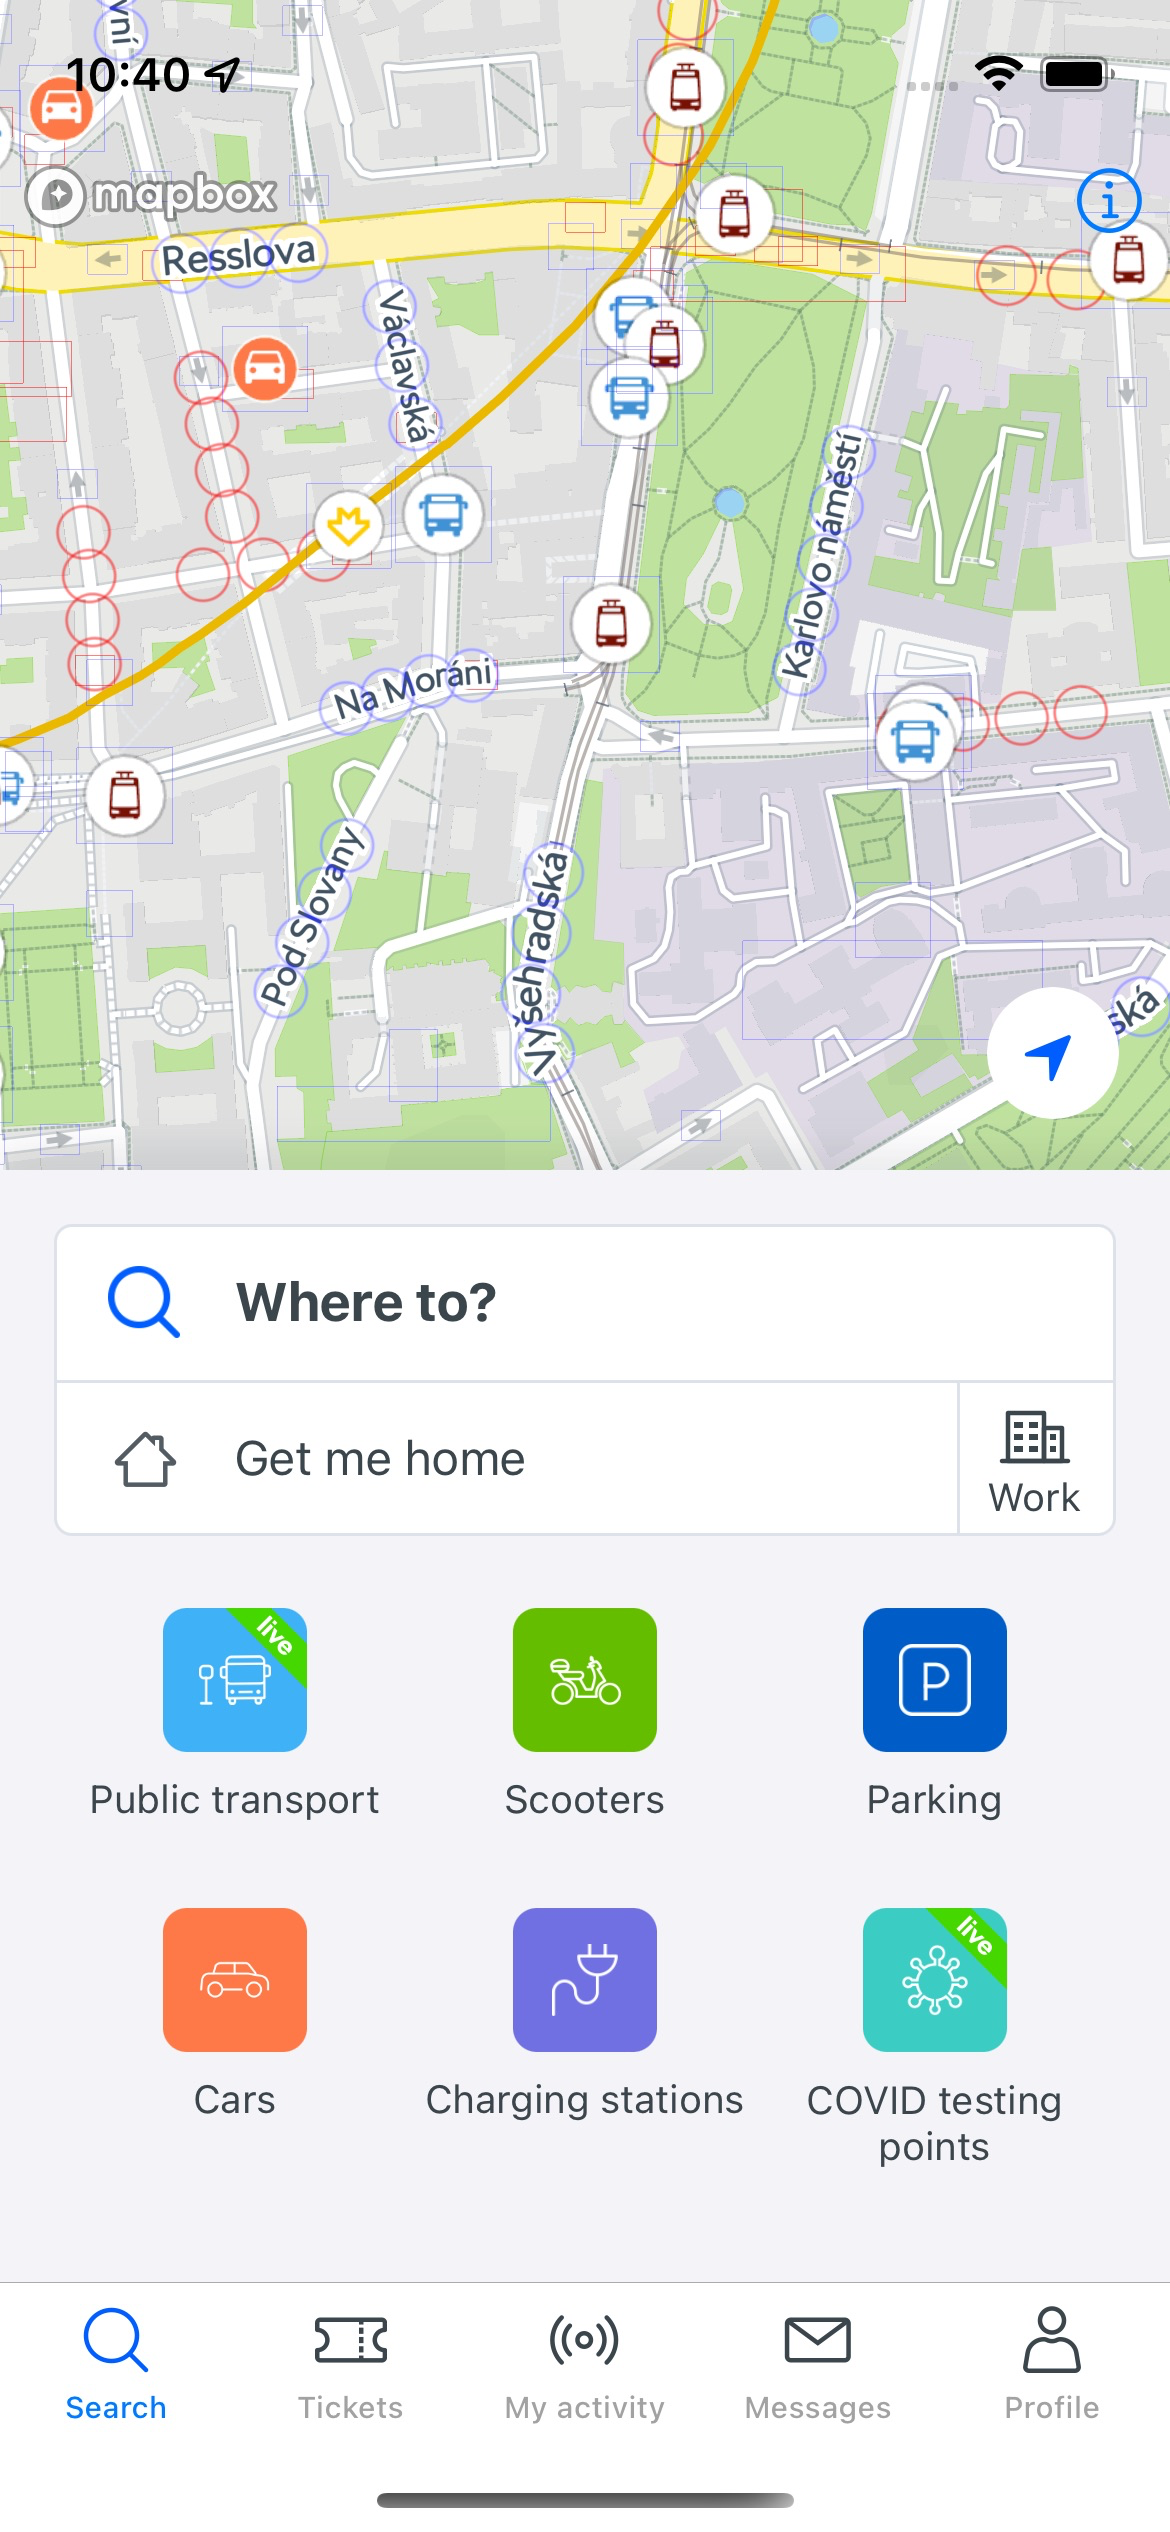 vní
10:40
mapbox
Resslova
Václavská
Karlovo náměstí
Na Moráni
Pod Slovany
Vyšehradská
ská
Where to?
Get me home
Work
live
Public transport
Scooters
P
Parking
live
Cars
Charging stations
COVID testing
points
Search
Tickets
My activity
Messages
Profile